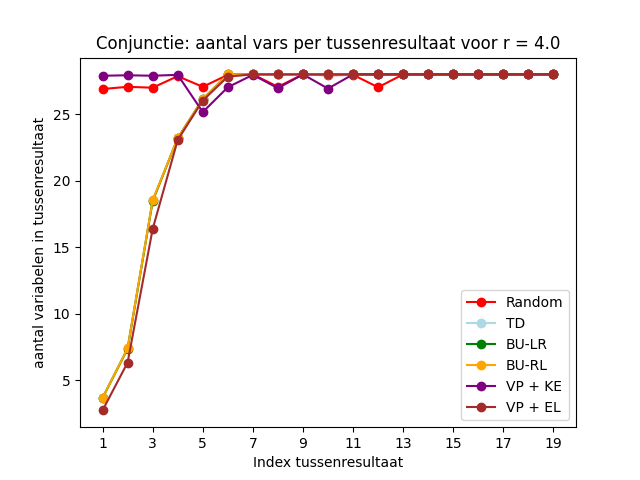 Conjunctie: aantal vars per tussenresultaat voor r = 4.0
aantal variabelen in tussenresultaat
25
20
15
10
5
1 3 5 7 9 11 13 15 17 19
Index tussenresultaat
Random
TD
BU-LR
BU-RL
VP + KE
VP + EL